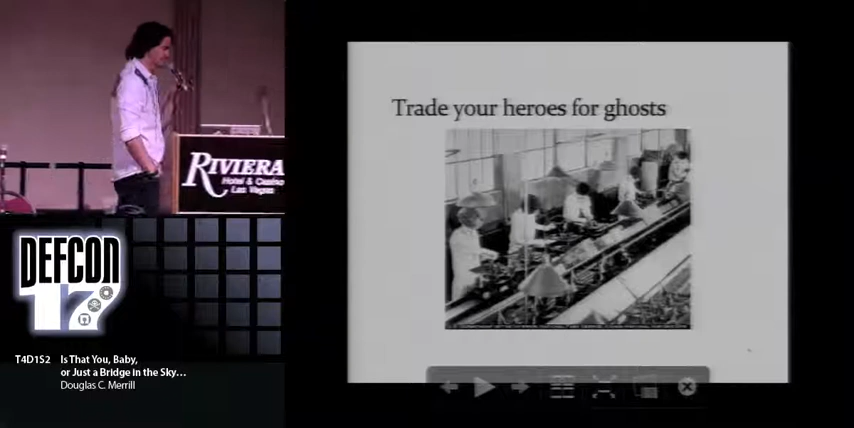 Trade your heroes for ghosts
RIVIERA
Hotel & Casino
Las Vegas
DEFCON
17
T4D1S2 Is That You, Baby,
or Just a Bridge in the Sky...
Douglas C. Merrill